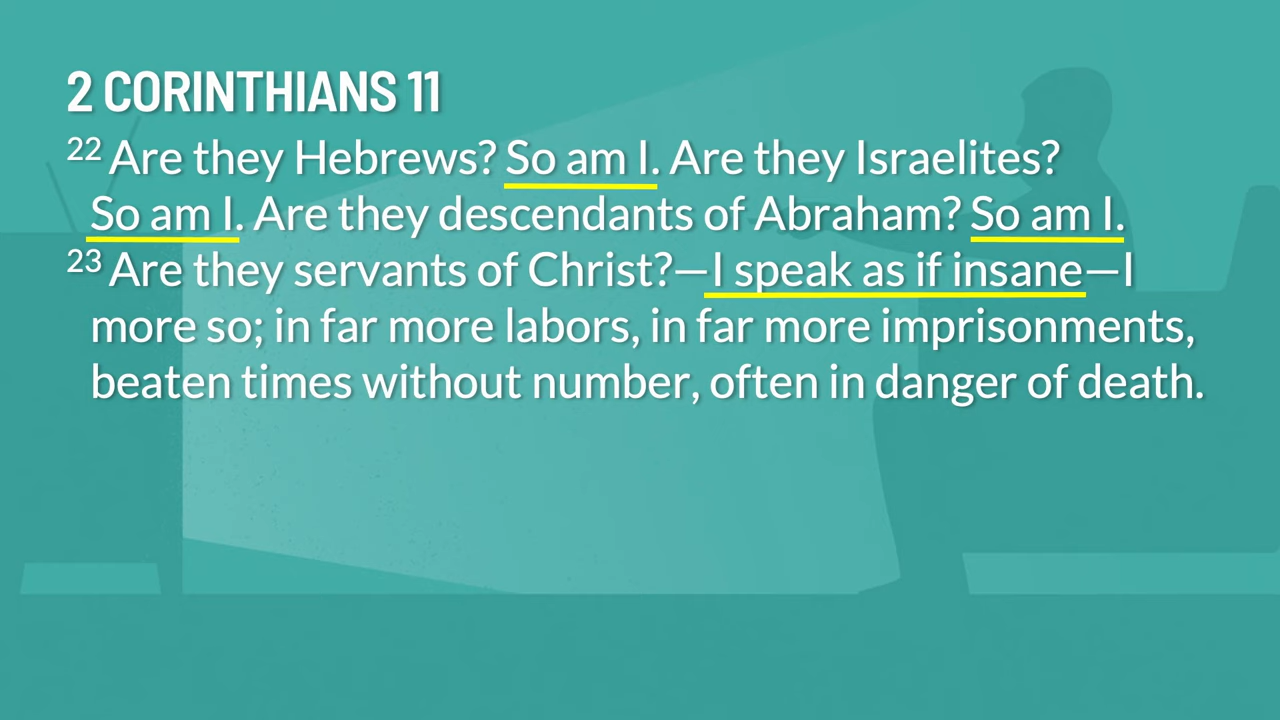 2 CORINTHIANS 11
22 Are they Hebrews? So am I. Are they Israelites?
So am I. Are they descendants of Abraham? So am I.
23 Are they servants of Christ?—I speak as if insane—I
more so; in far more labors, in far more imprisonments,
beaten times without number, often in danger of death.